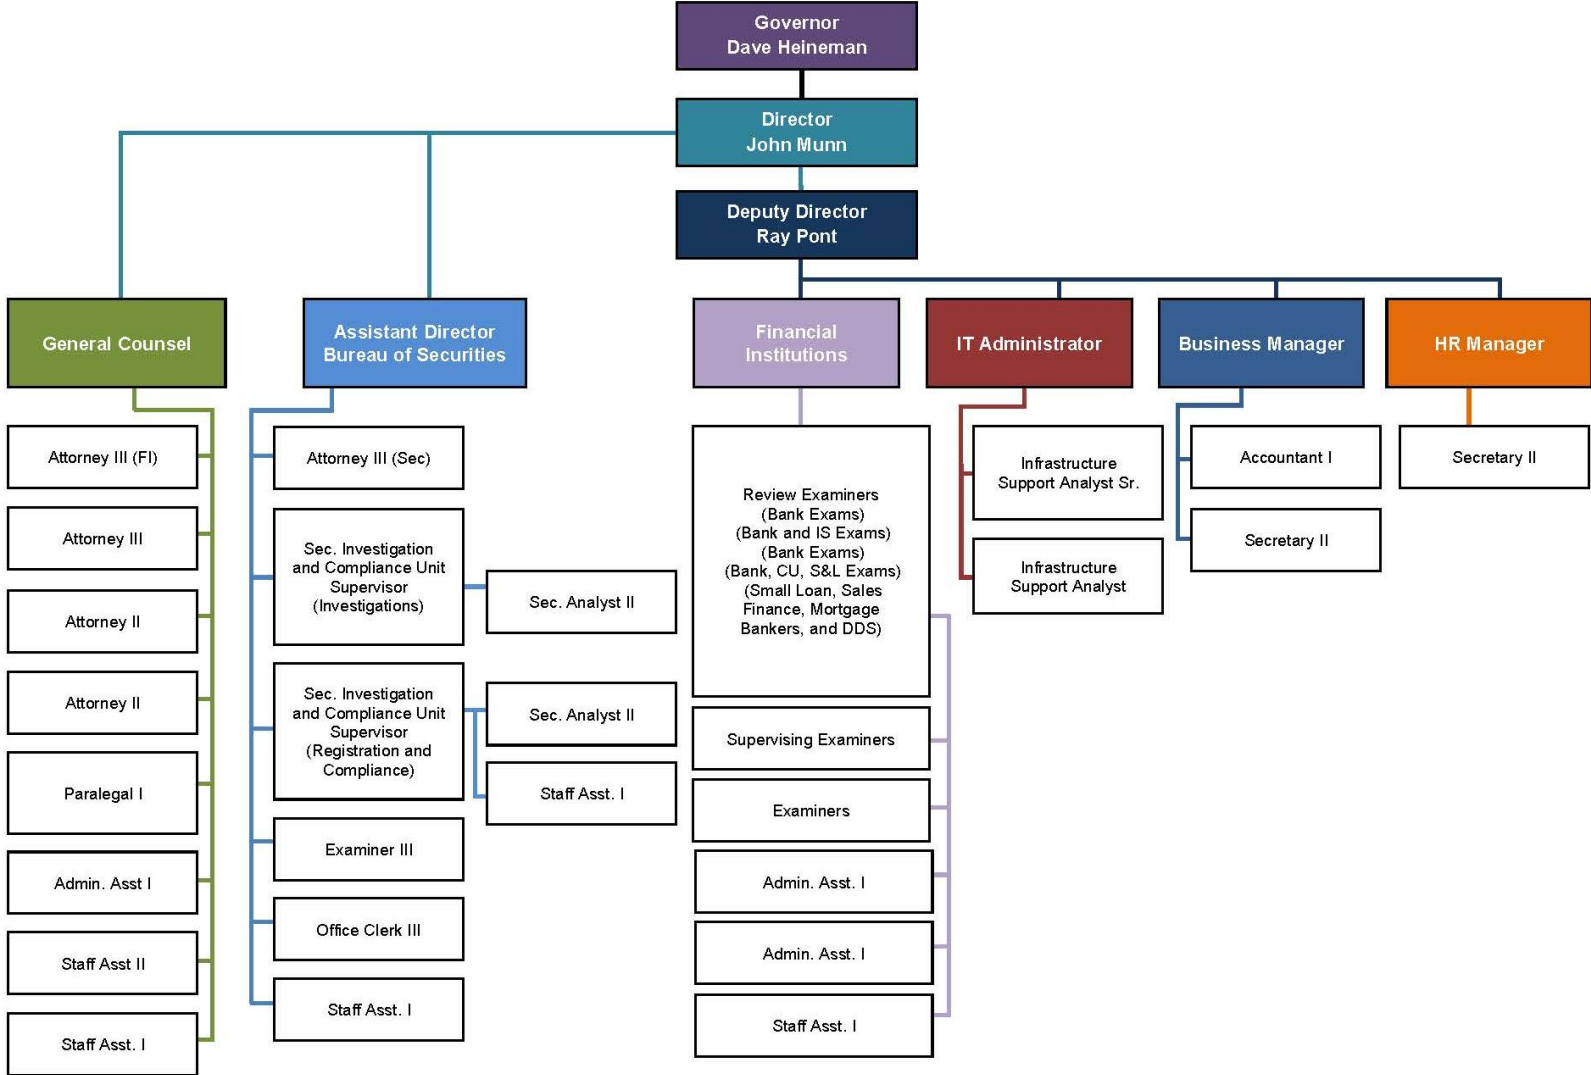 Governor
Dave Heineman
Director
John Munn
Deputy Director
Ray Pont
General Counsel
Assistant Director
Bureau of Securities
Financial
Institutions
IT Administrator
Business Manager
HR Manager
Attorney III (FI)
Attorney III
Attorney II
Attorney II
Paralegal I
Admin. Asst I
Staff Asst II
Staff Asst. I
Attorney III (Sec)
Sec. Investigation
and Compliance Unit
Supervisor
(Investigations)
Sec. Analyst II
Sec. Investigation
and Compliance Unit
Supervisor
(Registration and
Compliance)
Sec. Analyst II
Staff Asst. I
Examiner III
Office Clerk III
Staff Asst. I
Review Examiners
(Bank Exams)
(Bank and IS Exams)
(Bank Exams)
(Bank, CU, S&L Exams)
(Small Loan, Sales
Finance, Mortgage
Bankers, and DDS)
Supervising Examiners
Examiners
Admin. Asst. I
Admin. Asst. I
Staff Asst. I
Infrastructure
Support Analyst Sr.
Infrastructure
Support Analyst
Accountant I
Secretary II
Secretary II